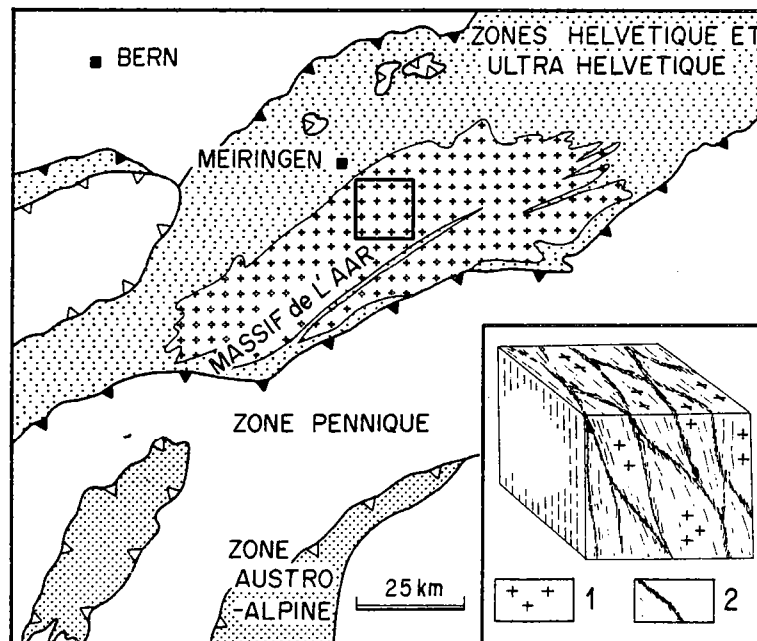 ZONES HELVETIQUE ET
ULTRA HELVETIQUE
BERN
MEIRINGEN
MASSIF de L'AAR
ZONE PENNIQUE
ZONE
AUSTRO
-ALPINE
25 km
1
2